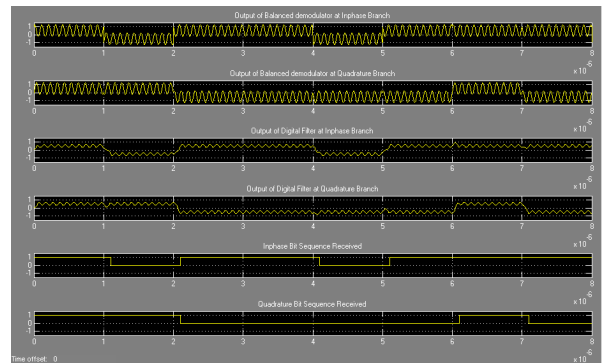 Output of Balanced demodulator at Inphase Branch
1
0
-1
0 1 2 3 4 5 6 7 8
x 10^-6
Output of Balanced demodulator at Quadrature Branch
1
0
-1
0 1 2 3 4 5 6 7 8
x 10^-6
Output of Digital Filter at Inphase Branch
1
0
-1
0 1 2 3 4 5 6 7 8
x 10^-6
Output of Digital Filter at Quadrature Branch
1
0
-1
0 1 2 3 4 5 6 7 8
x 10^-6
Inphase Bit Sequence Received
1
0
-1
0 1 2 3 4 5 6 7 8
x 10^-6
Quadrature Bit Sequence Received
1
0
-1
0 1 2 3 4 5 6 7 8
x 10^-6
Time offset: 0